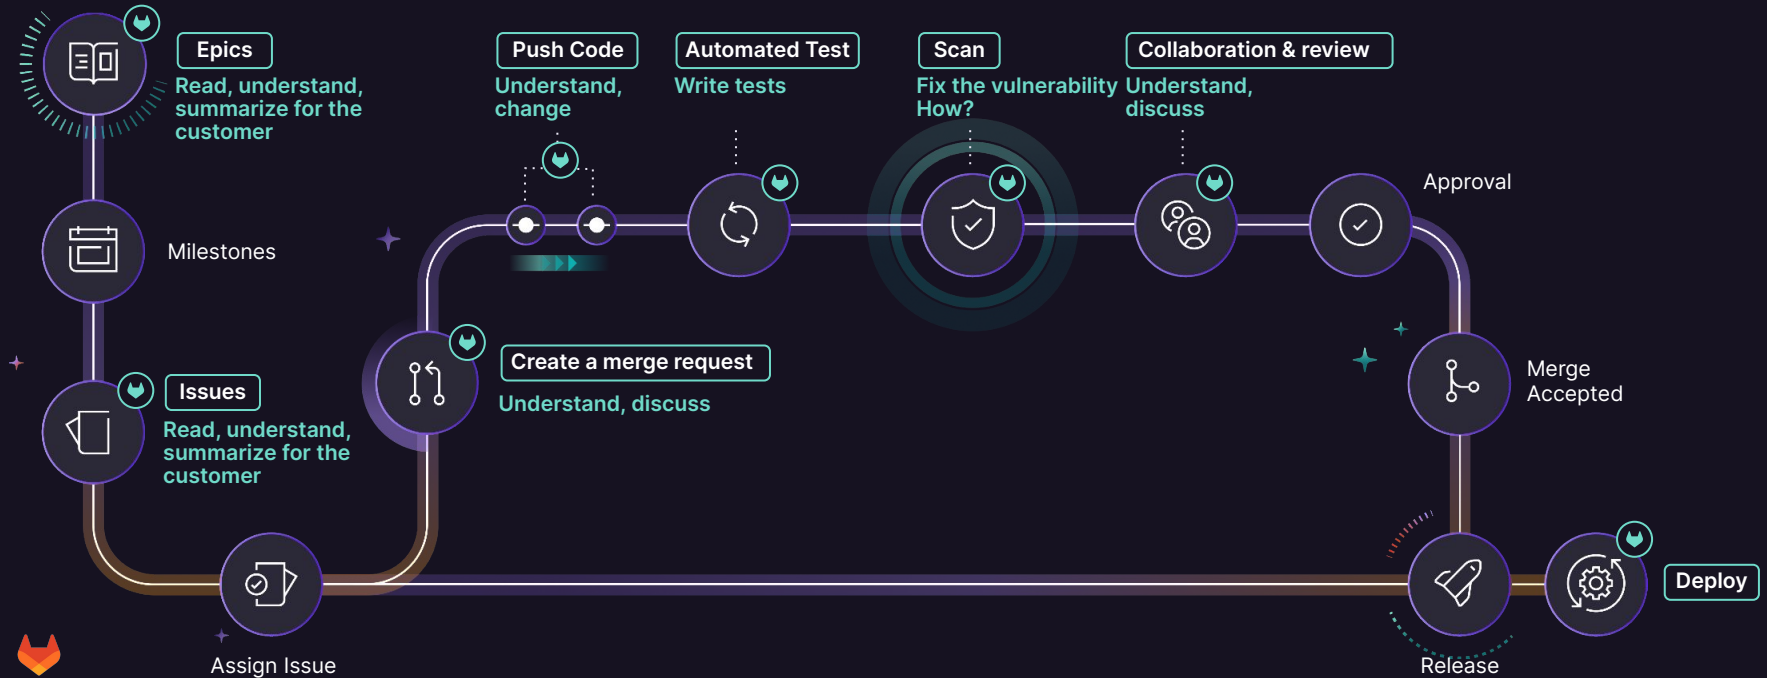 Epics
Read, understand,
summarize for the
customer
Milestones
Issues
Read, understand,
summarize for the
customer
Assign Issue
Create a merge request
Understand, discuss
Push Code
Understand,
change
Automated Test
Write tests
Scan
Fix the vulnerability
How?
Collaboration & review
Understand,
discuss
Approval
Merge
Accepted
Release
Deploy